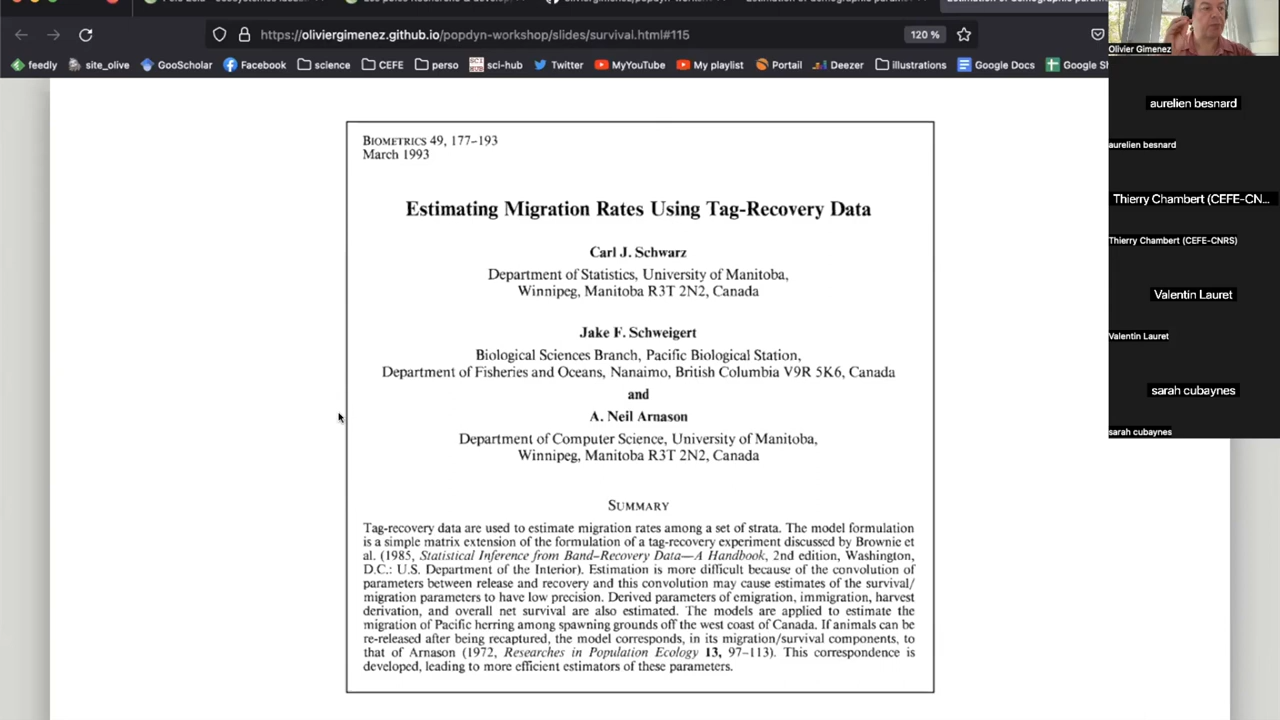 https://oliviergimenez.github.io/popdyn-workshop/slides/survival.html#115
120 %
feedly
site_olive
GooScholar
Facebook
science
CEFE
perso
sci-hub
Twitter
MyYouTube
My playlist
Portail
Deezer
illustrations
Google Docs
Google Sh
BIOMETRICS 49, 177–193
March 1993
Estimating Migration Rates Using Tag-Recovery Data
Carl J. Schwarz
Department of Statistics, University of Manitoba,
Winnipeg, Manitoba R3T 2N2, Canada
Jake F. Schweigert
Biological Sciences Branch, Pacific Biological Station,
Department of Fisheries and Oceans, Nanaimo, British Columbia V9R 5K6, Canada
and
A. Neil Arnason
Department of Computer Science, University of Manitoba,
Winnipeg, Manitoba R3T 2N2, Canada
SUMMARY
Tag-recovery data are used to estimate migration rates among a set of strata. The model formulation
is a simple matrix extension of the formulation of a tag-recovery experiment discussed by Brownie et
al. (1985, Statistical Inference from Band–Recovery Data—A Handbook, 2nd edition, Washington,
D.C.: U.S. Department of the Interior). Estimation is more difficult because of the convolution of
parameters between release and recovery and this convolution may cause estimates of the survival/
migration parameters to have low precision. Derived parameters of emigration, immigration, harvest
derivation, and overall net survival are also estimated. The models are applied to estimate the
migration of Pacific herring among spawning grounds off the west coast of Canada. If animals can be
re-released after being recaptured, the model corresponds, in its migration/survival components, to
that of Arnason (1972, Researches in Population Ecology 13, 97–113). This correspondence is
developed, leading to more efficient estimators of these parameters.
Olivier Gimenez
aurelien besnard
aurelien besnard
Thierry Chambert (CEFE-CN...
Thierry Chambert (CEFE-CNRS)
Valentin Lauret
Valentin Lauret
sarah cubaynes
sarah cubaynes